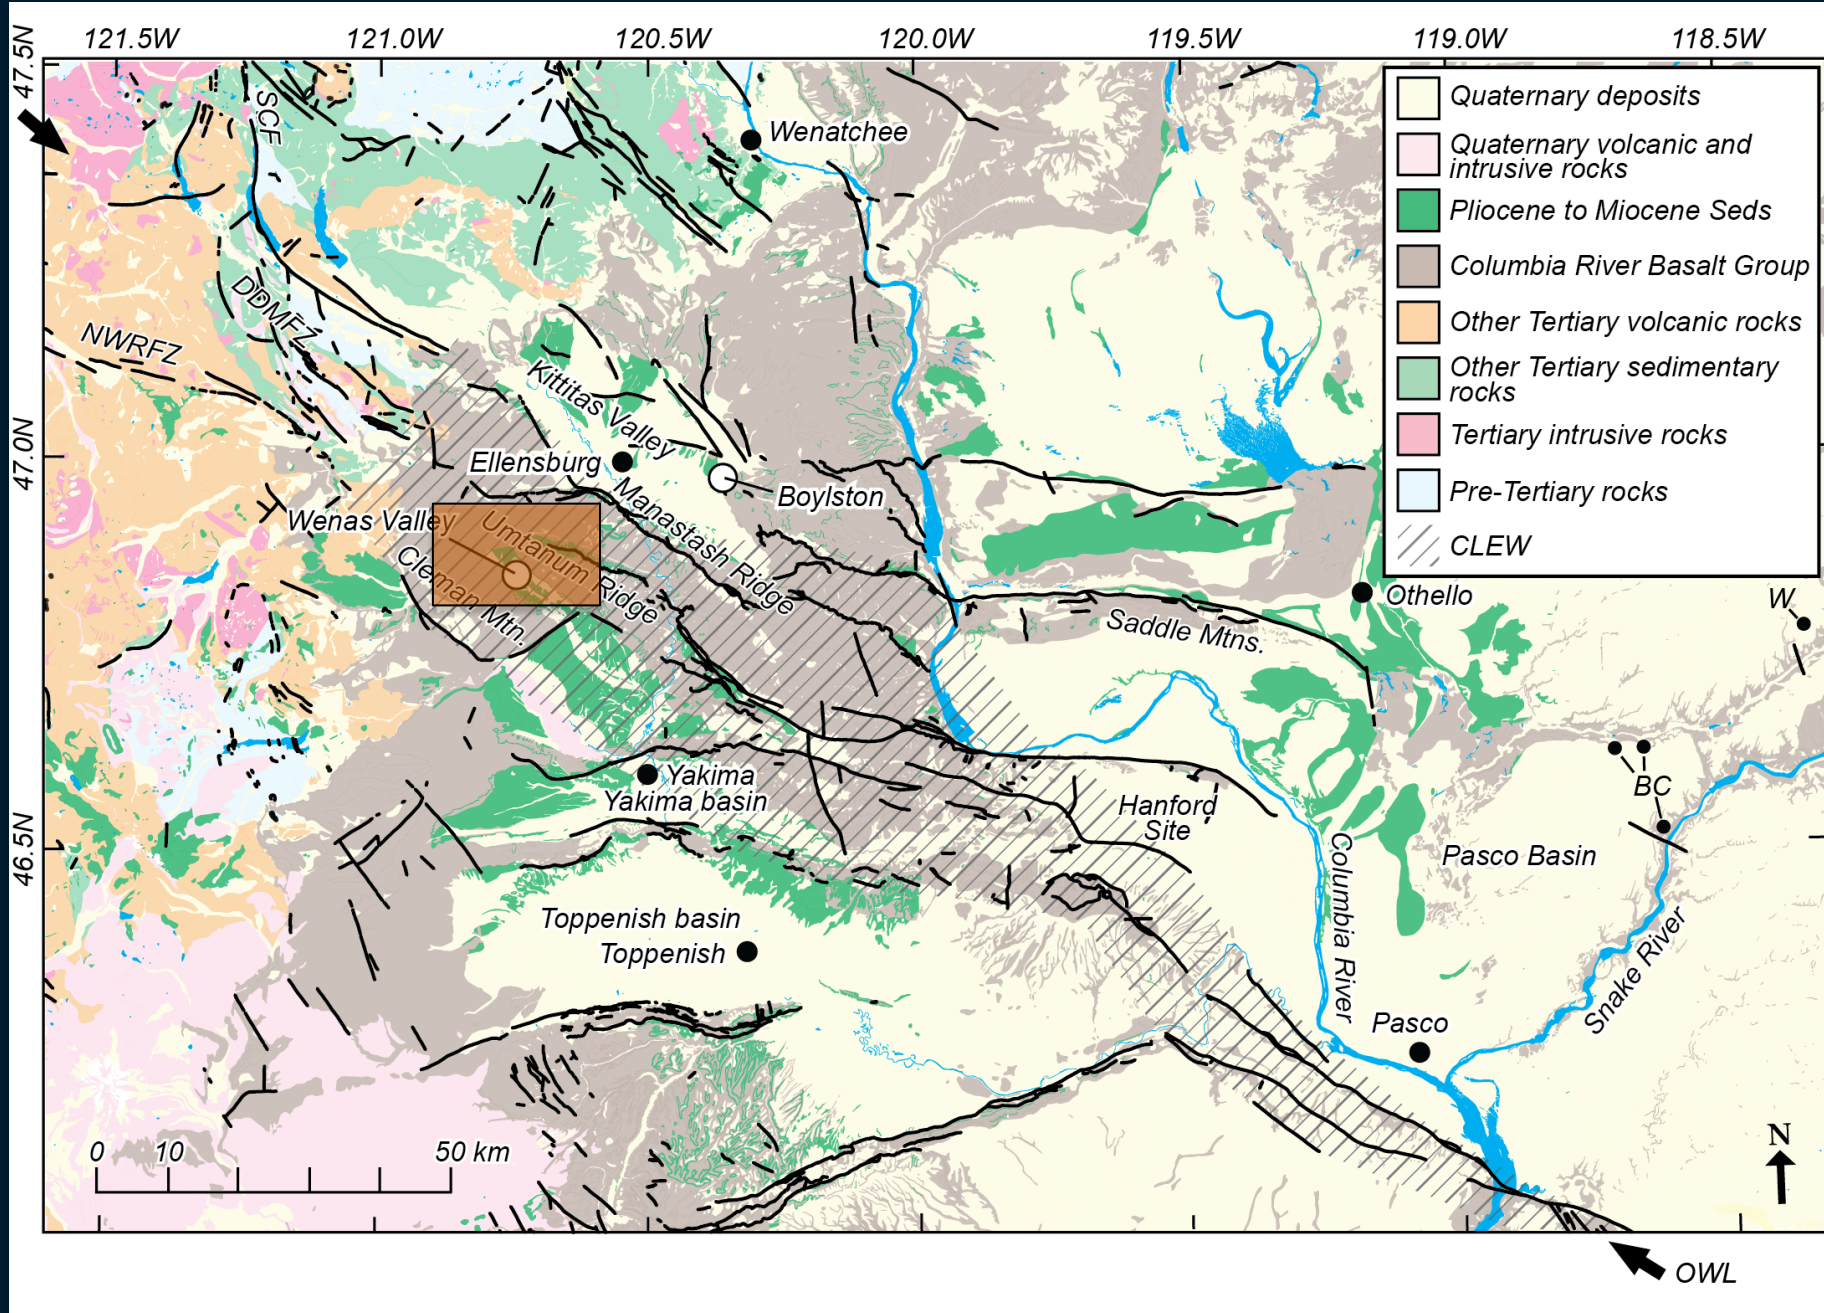 121.5W
121.0W
120.5W
120.0W
119.5W
119.0W
118.5W
47.5N
47.0N
46.5N
Quaternary deposits
Quaternary volcanic and
intrusive rocks
Pliocene to Miocene Seds
Columbia River Basalt Group
Other Tertiary volcanic rocks
Other Tertiary sedimentary
rocks
Tertiary intrusive rocks
Pre-Tertiary rocks
CLEW
SCF
Wenatchee
DDMFZ
NWRFZ
Kittitas Valley
Ellensburg
Boylston
Wenas Valley
Manastash Ridge
Umtanum Ridge
Cleman Mtn.
Othello
W
Saddle Mtns.
Yakima
Yakima basin
Hanford
Site
BC
Columbia River
Pasco Basin
Toppenish basin
Toppenish
Snake River
Pasco
0 10 50 km
N
OWL